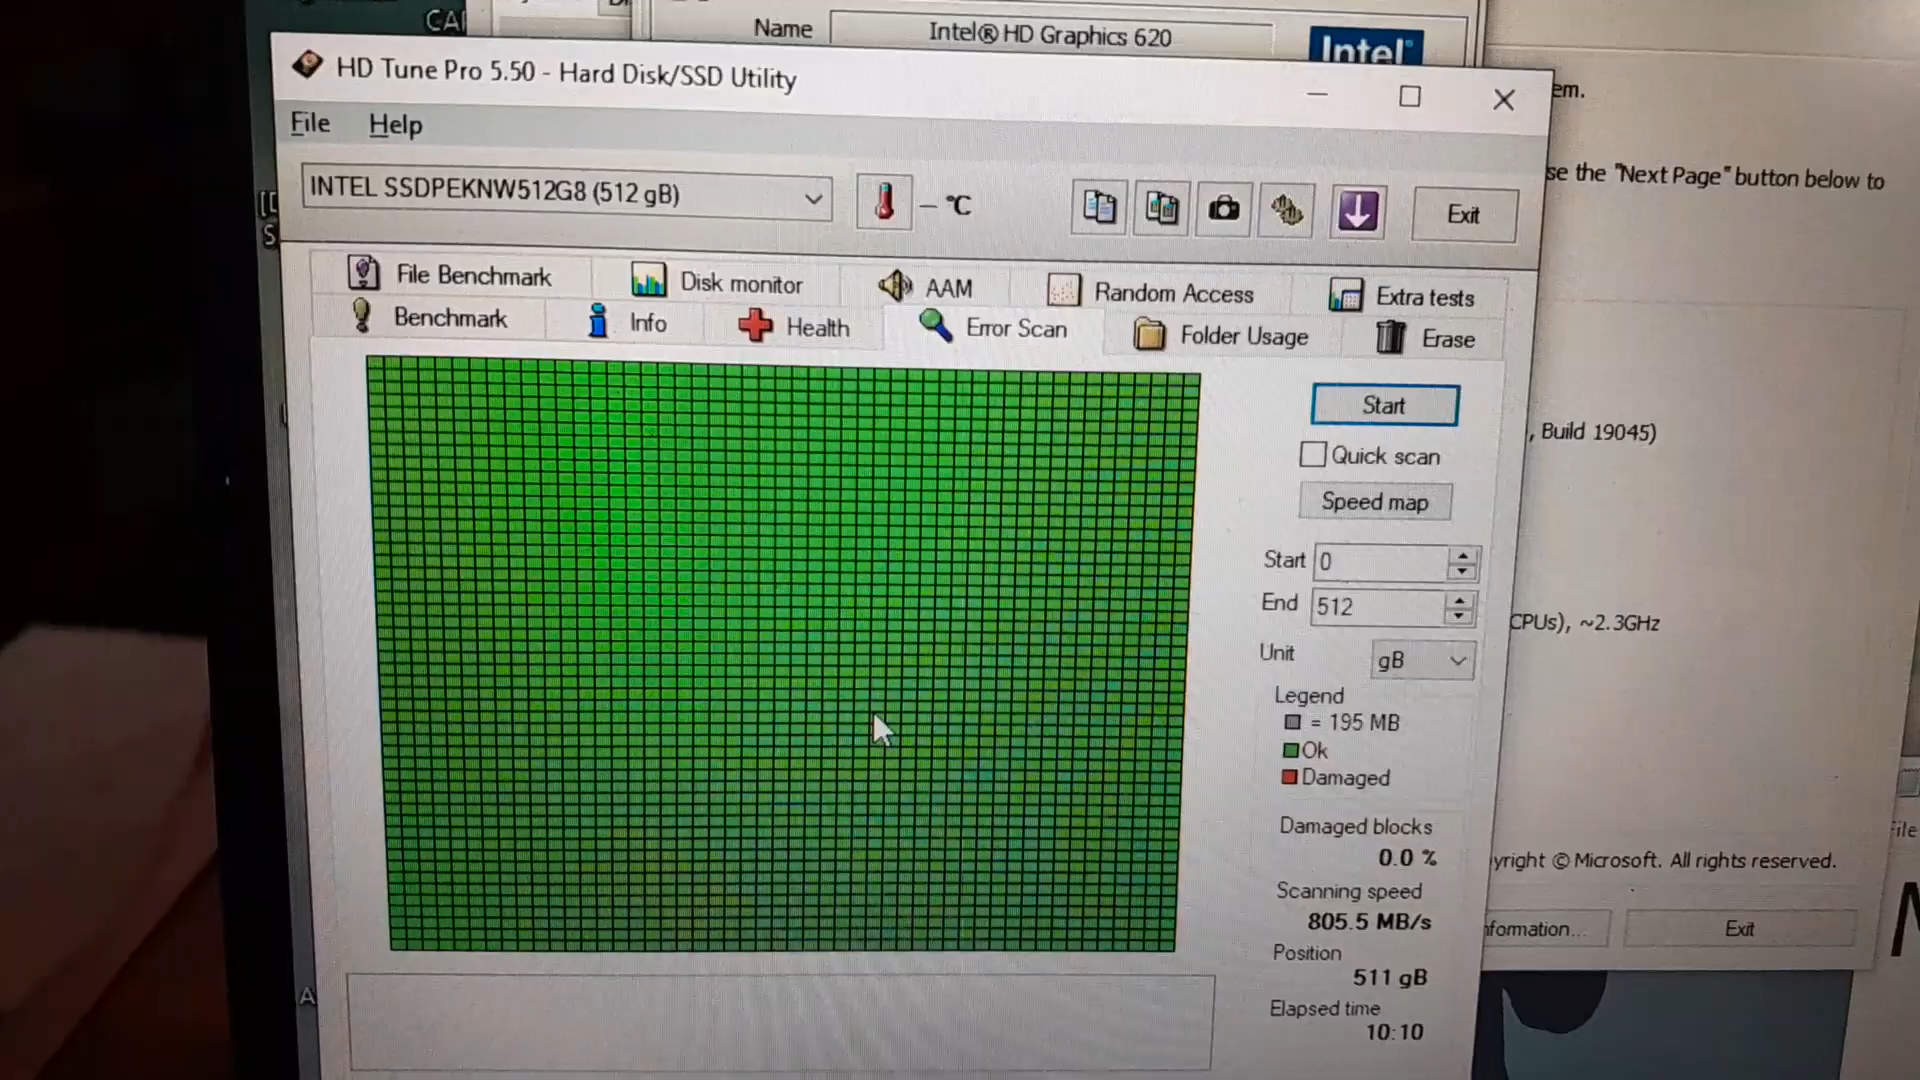 CAI
Name
Intel® HD Graphics 620
intel
HD Tune Pro 5.50 - Hard Disk/SSD Utility
em.
File
Help
se the "Next Page" button below to
INTEL SSDPEKNW512G8 (512 gB)
– °C
Exit
File Benchmark
Disk monitor
AAM
Random Access
Extra tests
Benchmark
Info
Health
Error Scan
Folder Usage
Erase
Start
, Build 19045)
Quick scan
Speed map
Start
0
End
512
CPUs), ~2.3GHz
Unit
gB
Legend
= 195 MB
Ok
Damaged
Damaged blocks
0.0 %
yright © Microsoft. All rights reserved.
Scanning speed
805.5 MB/s
nformation...
Exit
Position
511 gB
Elapsed time
10:10